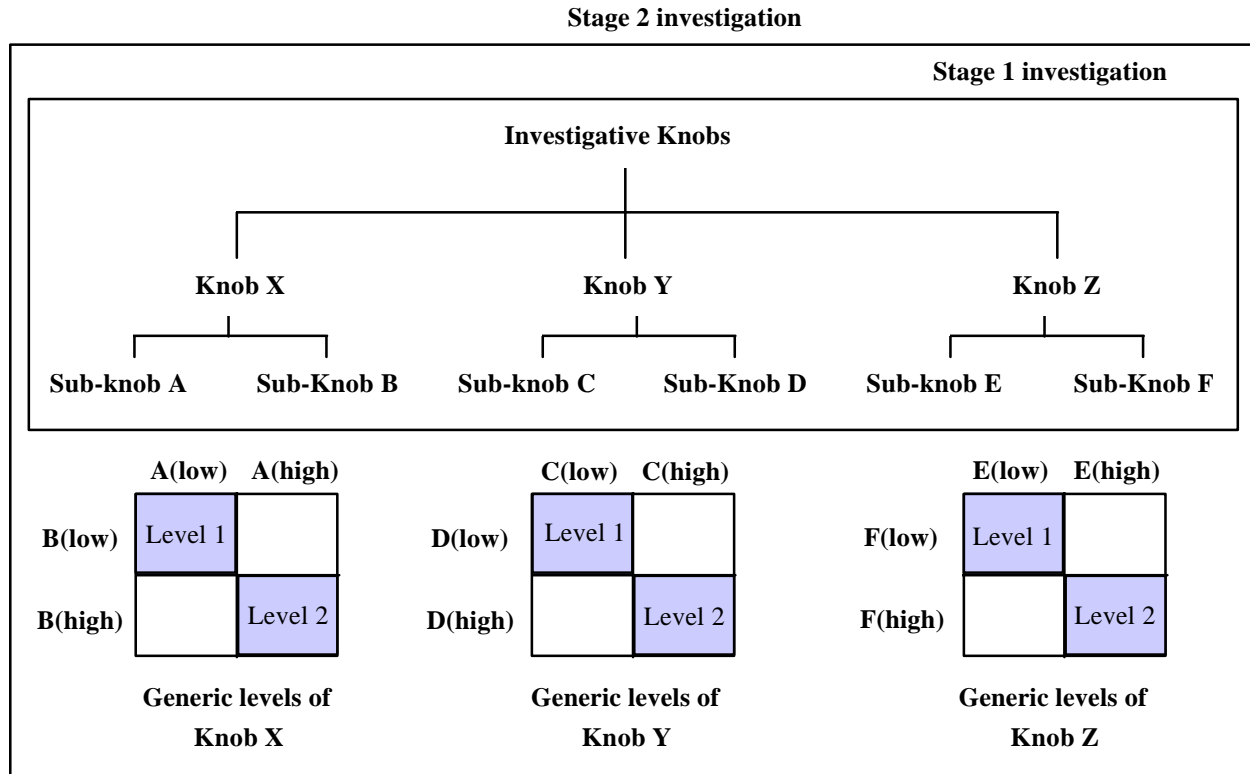 Stage 2 investigation
Stage 1 investigation
Investigative Knobs
Knob X Knob Y Knob Z
Sub-knob A Sub-Knob B Sub-knob C Sub-Knob D Sub-knob E Sub-Knob F
A(low) A(high) C(low) C(high) E(low) E(high)
B(low) Level 1 D(low) Level 1 F(low) Level 1
B(high) Level 2 D(high) Level 2 F(high) Level 2
Generic levels of Generic levels of Generic levels of
Knob X Knob Y Knob Z